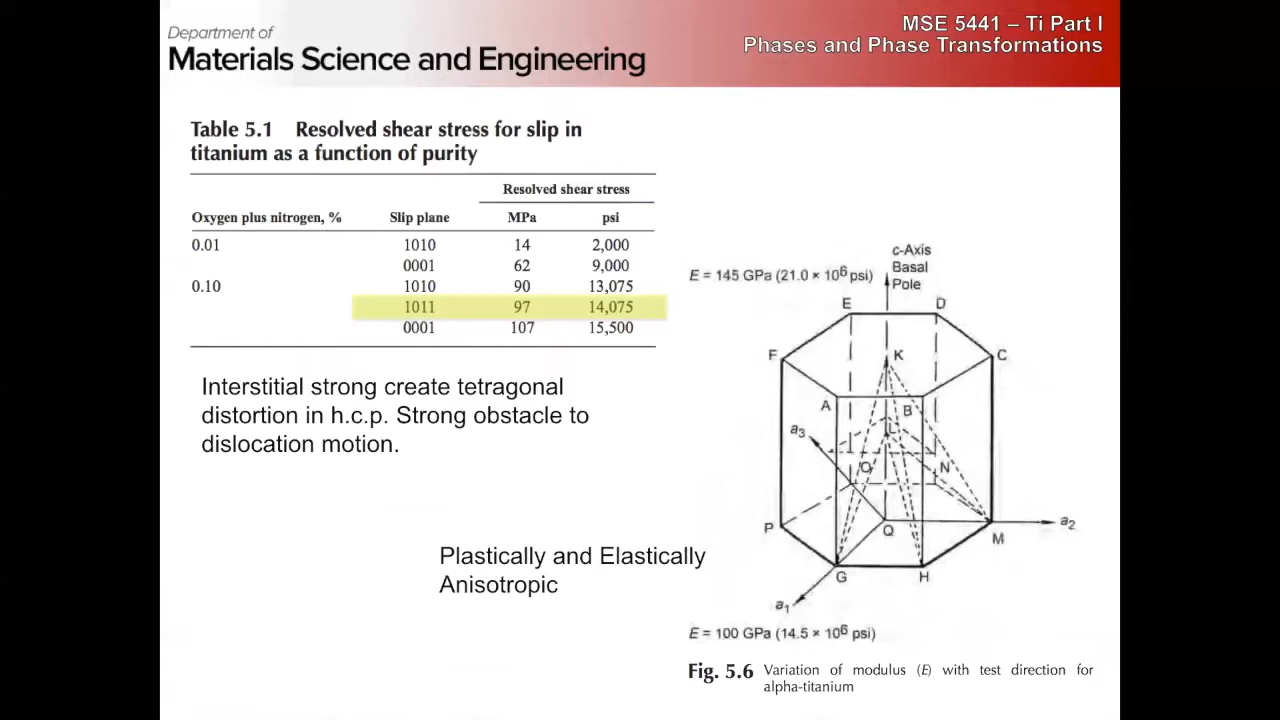 Department of
Materials Science and Engineering
MSE 5441 – Ti Part I
Phases and Phase Transformations
Table 5.1 Resolved shear stress for slip in
titanium as a function of purity
Resolved shear stress
Oxygen plus nitrogen, % Slip plane MPa psi
0.01 1010 14 2,000
0001 62 9,000
0.10 1010 90 13,075
1011 97 14,075
0001 107 15,500
Interstitial strong create tetragonal
distortion in h.c.p. Strong obstacle to
dislocation motion.
Plastically and Elastically
Anisotropic
c-Axis
Basal
Pole
E = 145 GPa (21.0 × 10⁶ psi)
E D
F K C
A B
a₃ L
O N
P Q M a₂
G H
a₁
E = 100 GPa (14.5 × 10⁶ psi)
Fig. 5.6 Variation of modulus (E) with test direction for
alpha-titanium